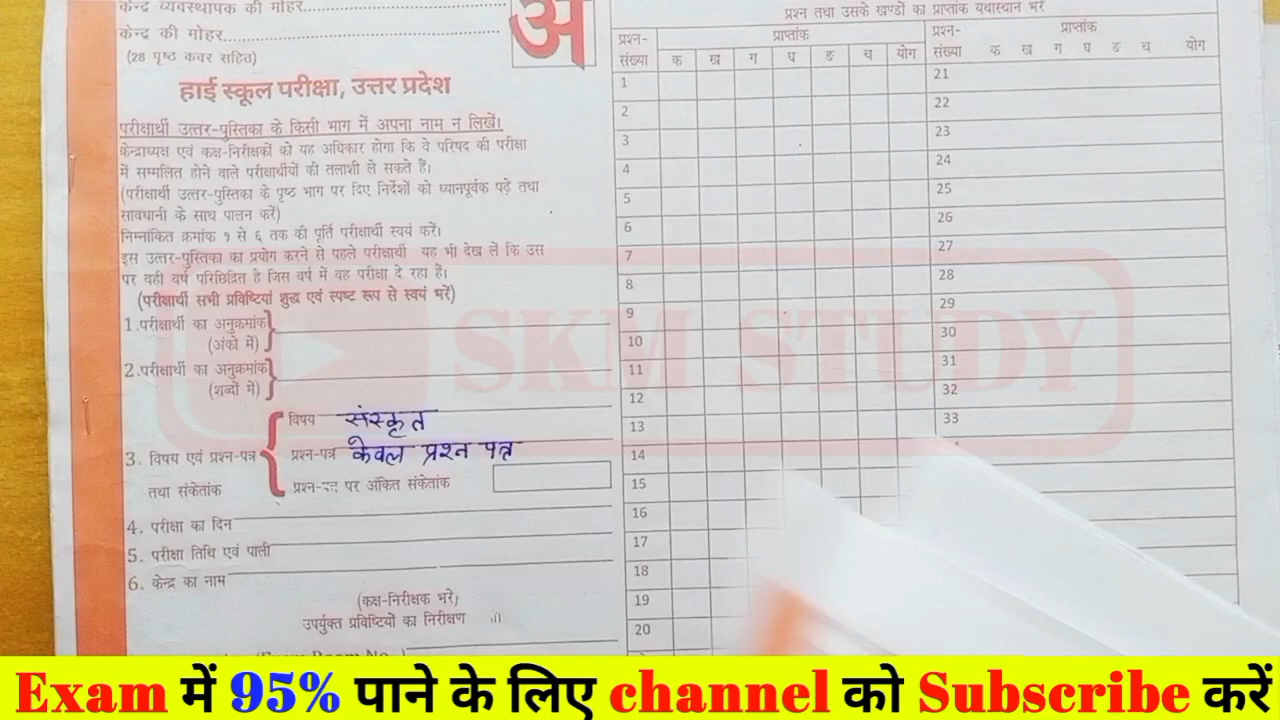 केन्द्र व्यवस्थापक की मोहर
केन्द्र की मोहर
(28 पृष्ठ कवर सहित)
अ
हाई स्कूल परीक्षा, उत्तर प्रदेश
परीक्षार्थी उत्तर-पुस्तिका के किसी भाग में अपना नाम न लिखें।
केन्द्राध्यक्ष एवं कक्ष-निरीक्षकों को यह अधिकार होगा कि वे परिषद की परीक्षा
में सम्मलित होने वाले परीक्षार्थीयों की तलाशी ले सकते हैं।
(परीक्षार्थी उत्तर-पुस्तिका के पृष्ठ भाग पर दिए निर्देशों को ध्यानपूर्वक पढ़े तथा
सावधानी के साथ पालन करें)
निम्नांकित क्रमांक १ से ६ तक की पूर्ति परीक्षार्थी स्वयं करें।
इस उत्तर-पुस्तिका का प्रयोग करने से पहले परीक्षार्थी यह भी देख लें कि उस
पर वही वर्ष परिछिद्रित है जिस वर्ष में वह परीक्षा दे रहा हैं।
(परीक्षार्थी सभी प्रविष्टियां शुद्ध एवं स्पष्ट रूप से स्वयं भरें)
1.परीक्षार्थी का अनुक्रमांक
(अंको में)
2.परीक्षार्थी का अनुक्रमांक
(शब्दों में)
विषय संस्कृत
3. विषय एवं प्रश्न-पत्र प्रश्न-पत्र केवल प्रश्न पत्र
तथा संकेतांक प्रश्न-पत्र पर अंकित संकेतांक
4. परीक्षा का दिन
5. परीक्षा तिथि एवं पाली
6. केन्द्र का नाम
(कक्ष-निरीक्षक भरें)
उपर्युक्त प्रविष्टियों का निरीक्षण
प्रश्न तथा उसके खण्डों का प्राप्तांक यथास्थान भरें
प्रश्न- प्राप्तांक प्रश्न- प्राप्तांक
संख्या क ख ग घ ङ च योग संख्या क ख ग घ ङ च योग
1 21
2 22
3 23
4 24
5 25
6 26
7 27
8 28
9 29
10 30
11 31
12 32
13 33
14
15
16
17
18
19
20
SKM STUDY
Exam में 95% पाने के लिए channel को Subscribe करें